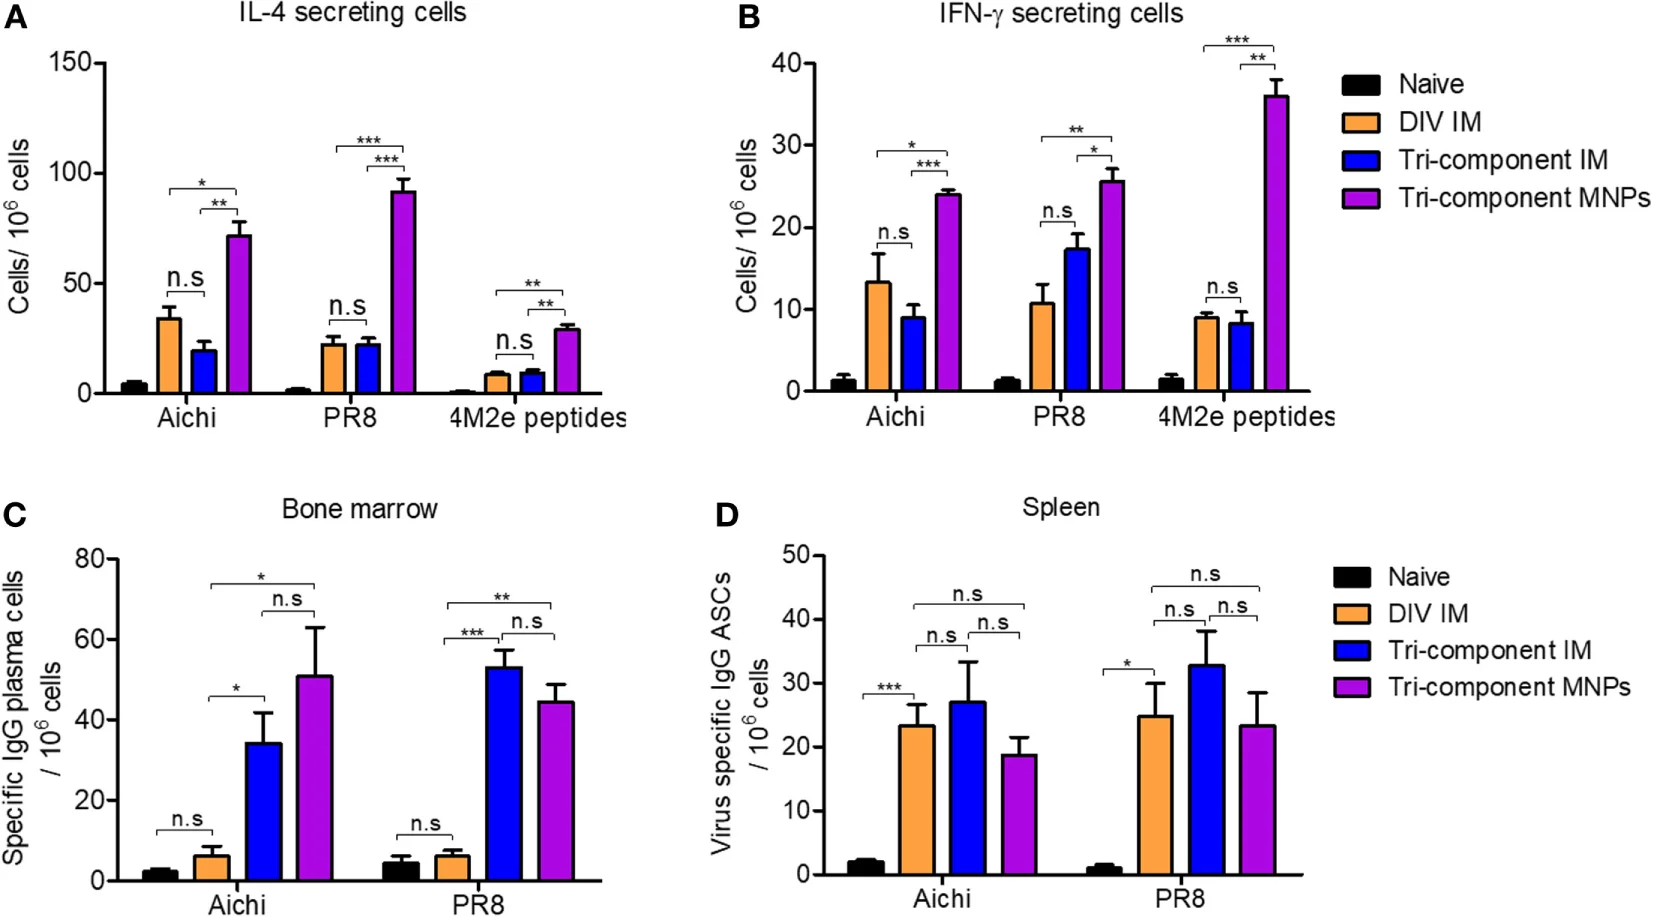 A
IL-4 secreting cells
Cells/ 10⁶ cells
150
100
50
0
*
**
n.s
***
***
n.s
**
**
n.s
Aichi
PR8
4M2e peptides
B
IFN-γ secreting cells
Cells/ 10⁶ cells
40
30
20
10
0
*
***
n.s
**
*
n.s
***
**
n.s
Aichi
PR8
4M2e peptides
Naive
DIV IM
Tri-component IM
Tri-component MNPs
C
Bone marrow
Specific IgG plasma cells
/ 10⁶ cells
80
60
40
20
0
*
n.s
*
n.s
**
n.s
***
n.s
Aichi
PR8
D
Spleen
Virus specific IgG ASCs
/ 10⁶ cells
50
40
30
20
10
0
n.s
n.s
n.s
***
n.s
n.s
n.s
*
Aichi
PR8
Naive
DIV IM
Tri-component IM
Tri-component MNPs